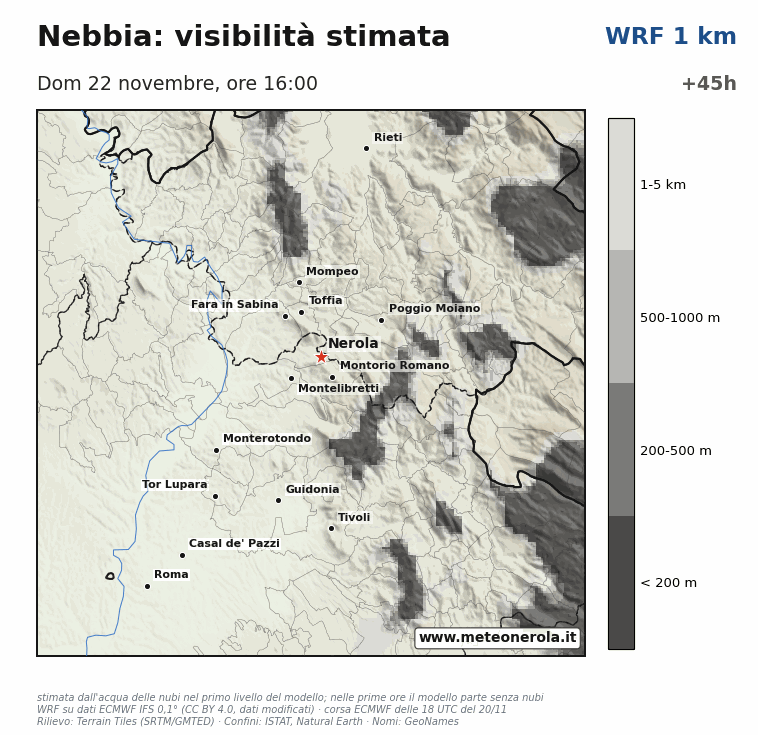 Nebbia: visibilità stimata
WRF 1 km
Dom 22 novembre, ore 16:00
+45h
Rieti
1-5 km
Mompeo
Fara in Sabina
Toffia
Poggio Moiano
500-1000 m
Nerola
Montorio Romano
Montelibretti
Monterotondo
200-500 m
Tor Lupara
Guidonia
Tivoli
Casal de' Pazzi
Roma
< 200 m
www.meteonerola.it
stimata dall'acqua delle nubi nel primo livello del modello; nelle prime ore il modello parte senza nubi
WRF su dati ECMWF IFS 0,1° (CC BY 4.0, dati modificati) · corsa ECMWF delle 18 UTC del 20/11
Rilievo: Terrain Tiles (SRTM/GMTED) · Confini: ISTAT, Natural Earth · Nomi: GeoNames